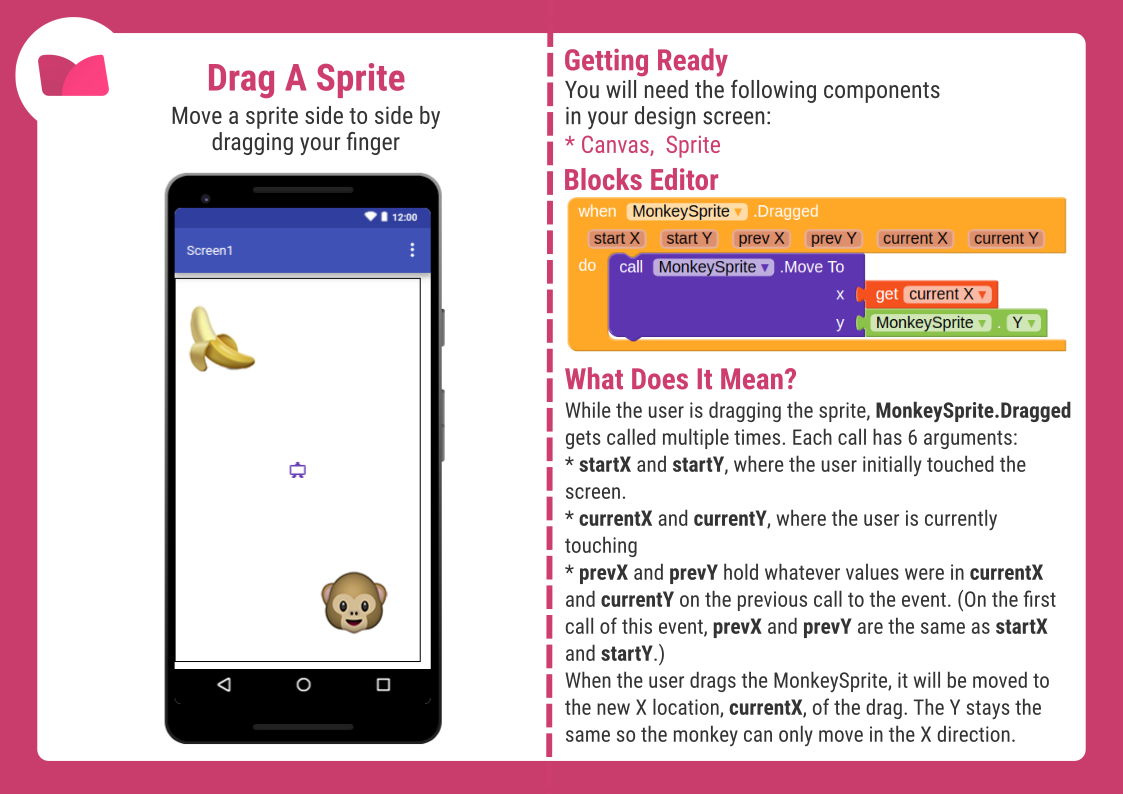 Drag A Sprite
Move a sprite side to side by
dragging your finger
12:00
Screen1
Getting Ready
You will need the following components
in your design screen:
* Canvas, Sprite
Blocks Editor
when MonkeySprite .Dragged
start X start Y prev X prev Y current X current Y
do call MonkeySprite .Move To
x get current X
y MonkeySprite . Y
What Does It Mean?
While the user is dragging the sprite, MonkeySprite.Dragged
gets called multiple times. Each call has 6 arguments:
* startX and startY, where the user initially touched the
screen.
* currentX and currentY, where the user is currently
touching
* prevX and prevY hold whatever values were in currentX
and currentY on the previous call to the event. (On the first
call of this event, prevX and prevY are the same as startX
and startY.)
When the user drags the MonkeySprite, it will be moved to
the new X location, currentX, of the drag. The Y stays the
same so the monkey can only move in the X direction.